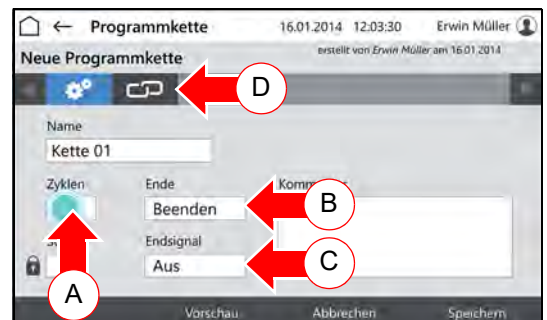 ← Programmkette 16.01.2014 12:03:30 Erwin Müller
Neue Programmkette erstellt von Erwin Müller am 16.01.2014
D
Name
Kette 01
Zyklen Ende
Beenden B
Endsignal
Aus C
A
Vorschau Abbrechen Speichern